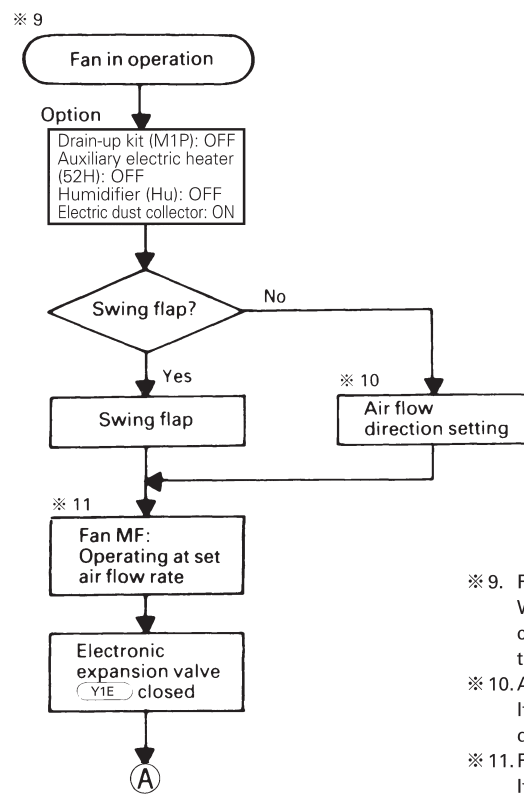 ※ 9
Fan in operation
Option
Drain-up kit (M1P): OFF
Auxiliary electric heater
(52H): OFF
Humidifier (Hu): OFF
Electric dust collector: ON
Swing flap?
No
Yes
Swing flap
※ 10
Air flow
direction setting
※ 11
Fan MF:
Operating at set
air flow rate
Electronic
expansion valve
Y1E closed
A
※ 9.
※ 10.
※ 11.